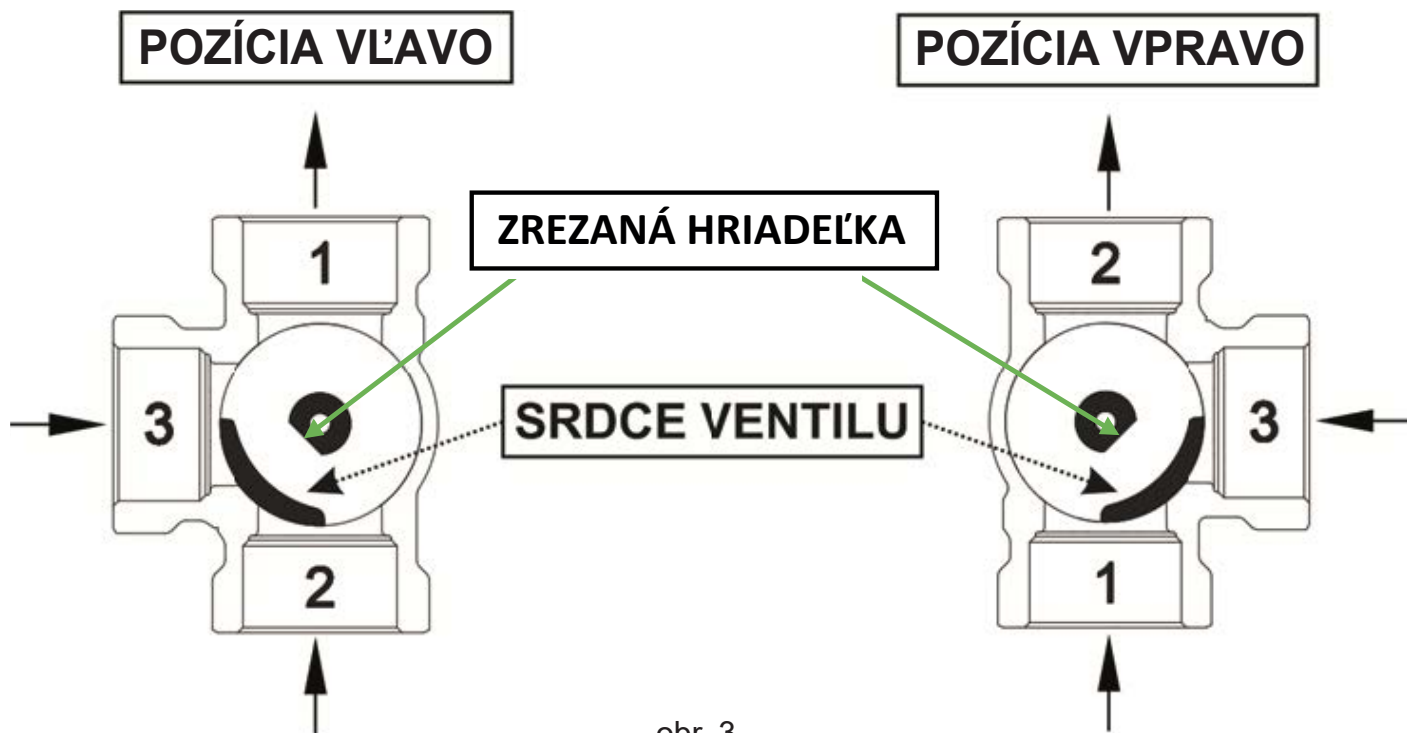 POZÍCIA VĽAVO
POZÍCIA VPRAVO
ZREZANÁ HRIADEĽKA
1
2
3
SRDCE VENTILU
3
2
1
obr. 3